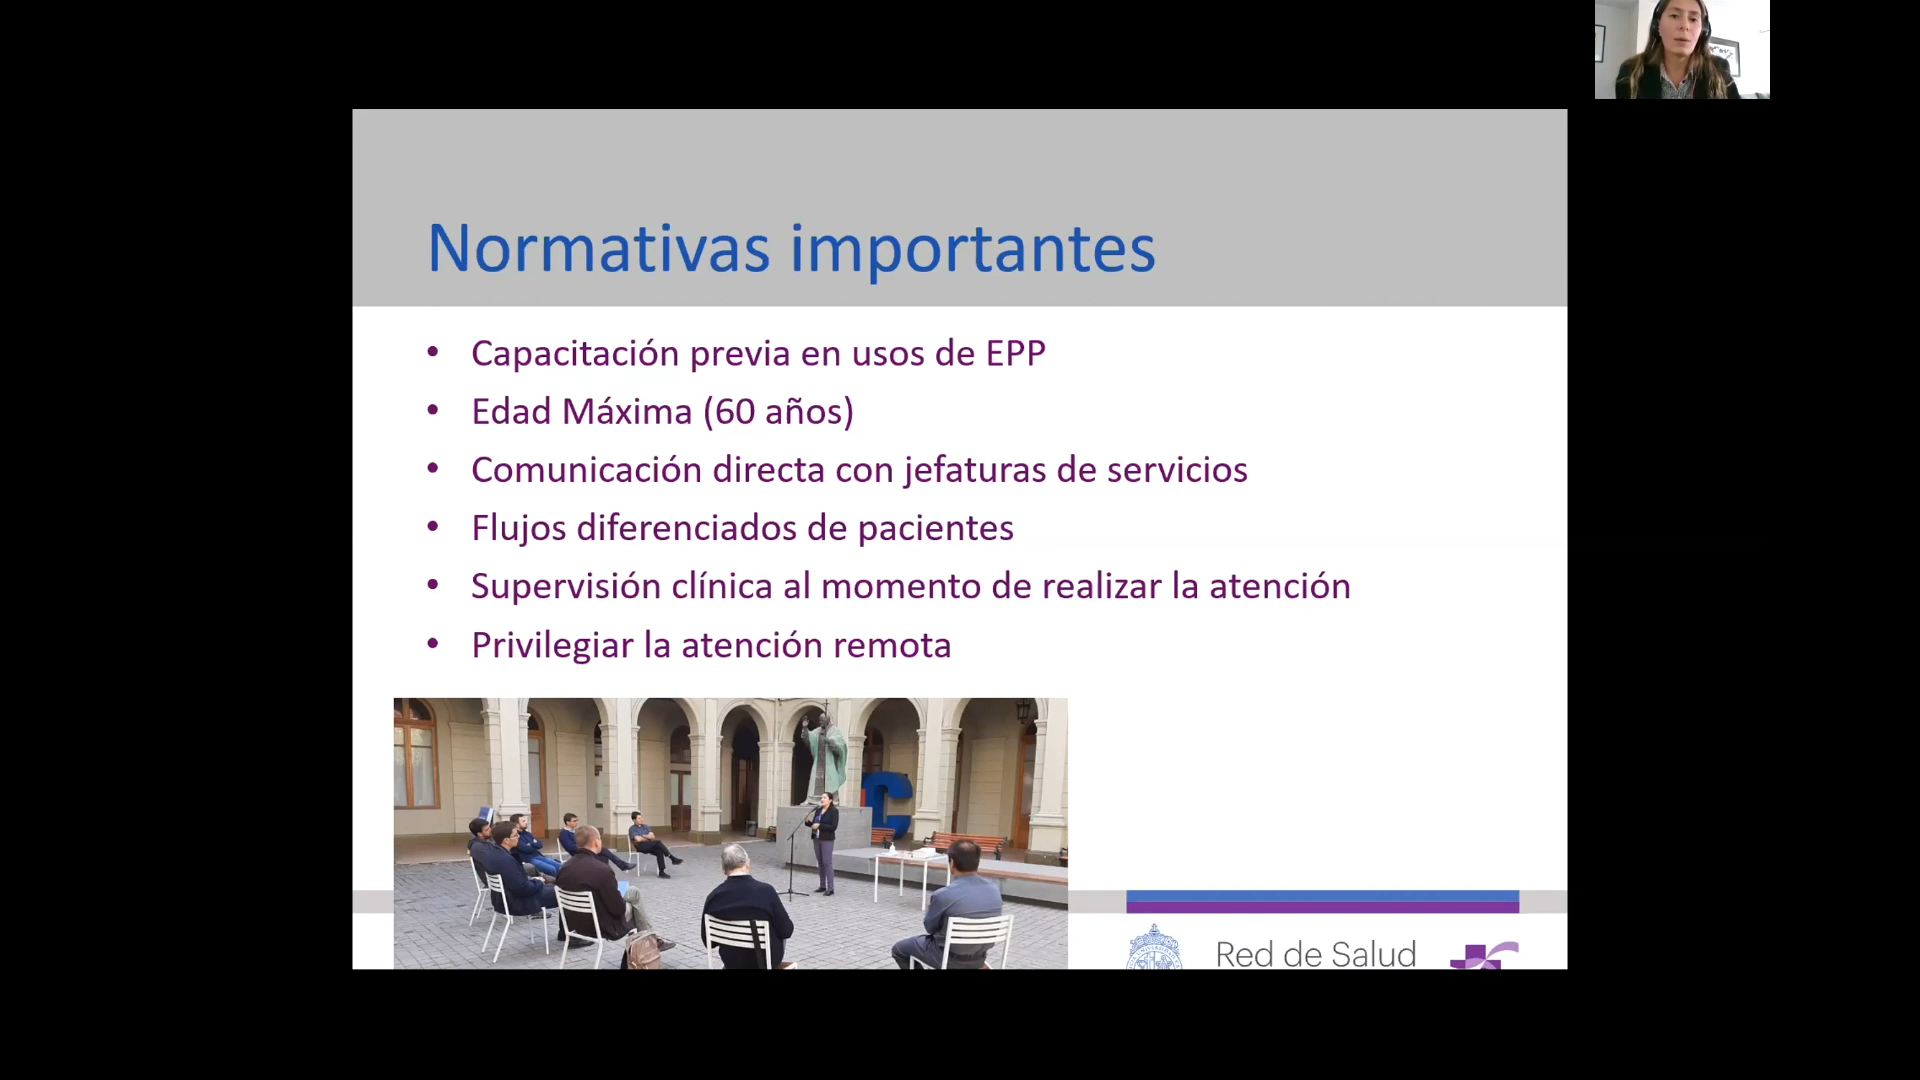 Normativas importantes
• Capacitación previa en usos de EPP
• Edad Máxima (60 años)
• Comunicación directa con jefaturas de servicios
• Flujos diferenciados de pacientes
• Supervisión clínica al momento de realizar la atención
• Privilegiar la atención remota
C
Red de Salud